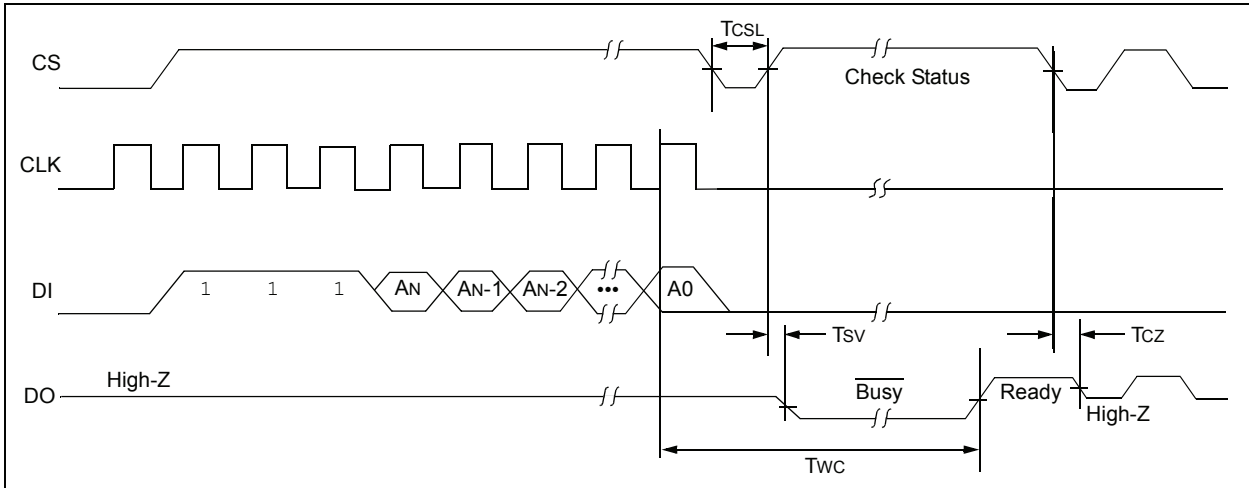 TCSL
CS
Check Status
CLK
DI
1 1 1 AN AN-1 AN-2 ••• A0
TSV
TCZ
High-Z
DO
Busy
Ready
High-Z
TWC